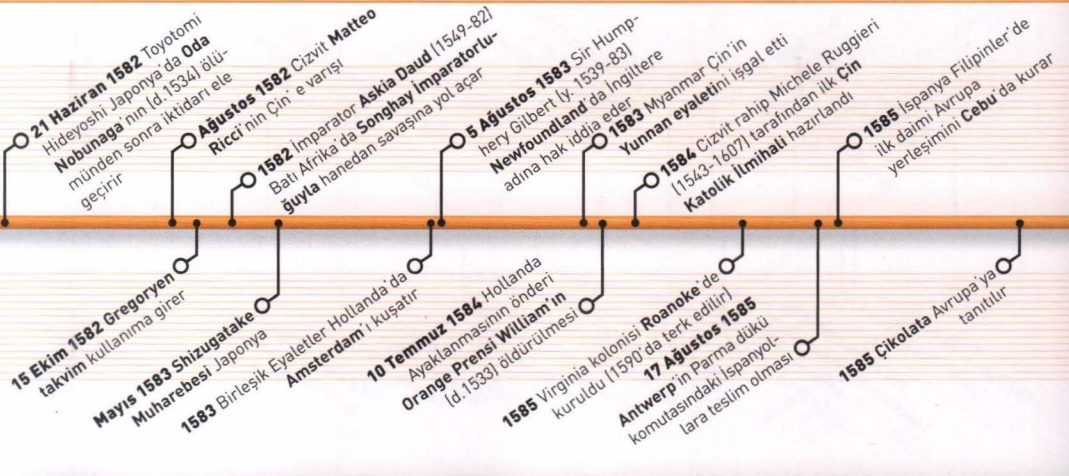 21 Haziran 1582 Toyotomi
Hideyoshi Japonya'da Oda
Nobunaga'nın (d.1534) ölü-
münden sonra iktidarı ele
geçirir
Ağustos 1582 Cizvit Matteo
Ricci'nin Çin' e varışı
1582 İmparator Askia Daud (1549-82)
Batı Afrika'da Songhay İmparatorlu-
ğuyla hanedan savaşına yol açar
5 Ağustos 1583 Sir Hump-
hery Gilbert (y. 1539-83)
Newfoundland'da İngiltere
adına hak iddia eder
1583 Myanmar Çin'in
Yunnan eyaletini işgal etti
1584 Cizvit rahip Michele Ruggieri
(1543-1607) tarafından ilk Çin
Katolik İlmihali hazırlandı
1585 İspanya Filipinler'de
ilk daimi Avrupa
yerleşimini Cebu'da kurar
15 Ekim 1582 Gregoryen
takvim kullanıma girer
Mayıs 1583 Shizugatake
Muharebesi Japonya
1583 Birleşik Eyaletler Hollanda'da
Amsterdam'ı kuşatır
10 Temmuz 1584 Hollanda
Ayaklanmasının önderi
Orange Prensi William'ın
(d.1533) öldürülmesi
1585 Virginia kolonisi Roanoke'de
kuruldu (1590'da terk edilir)
17 Ağustos 1585
Antwerp'in Parma dükü
komutasındaki İspanyol-
lara teslim olması
1585 Çikolata Avrupa'ya
tanıtılır